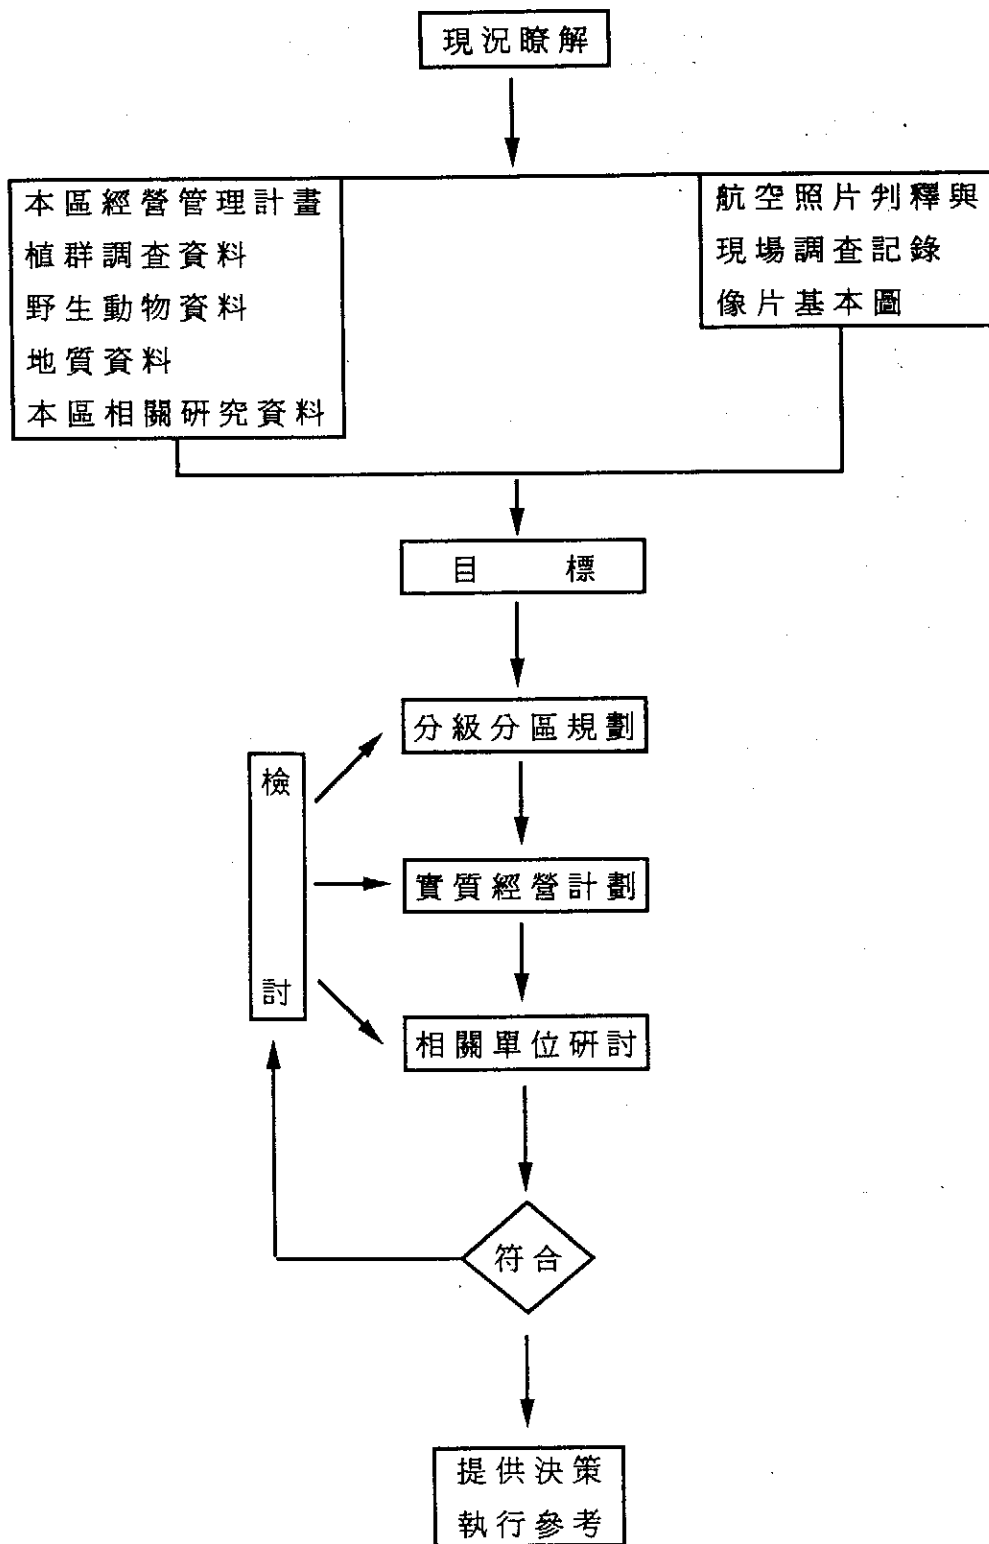 現況瞭解
本區經營管理計畫
植群調查資料
野生動物資料
地質資料
本區相關研究資料
航空照片判釋與
現場調查記錄
像片基本圖
目標
分級分區規劃
檢討
實質經營計劃
相關單位研討
符合
提供決策
執行參考